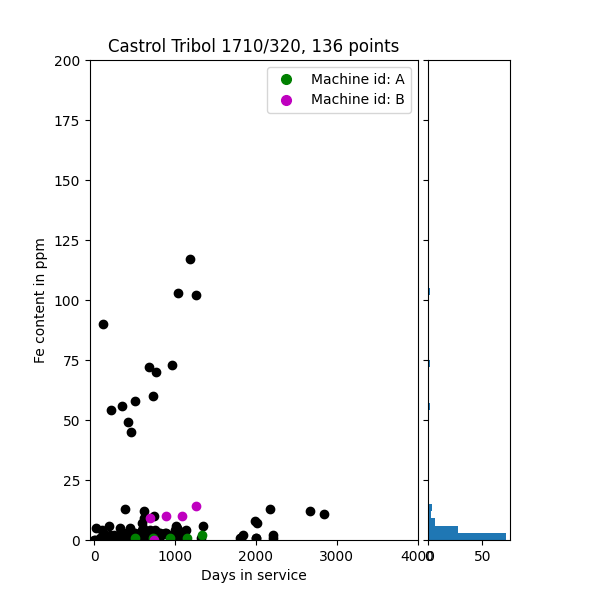 Castrol Tribol 1710/320, 136 points
Machine id: A
Machine id: B
Fe content in ppm
200
175
150
125
100
75
50
25
0
0 1000 2000 3000 4000
0 50
Days in service